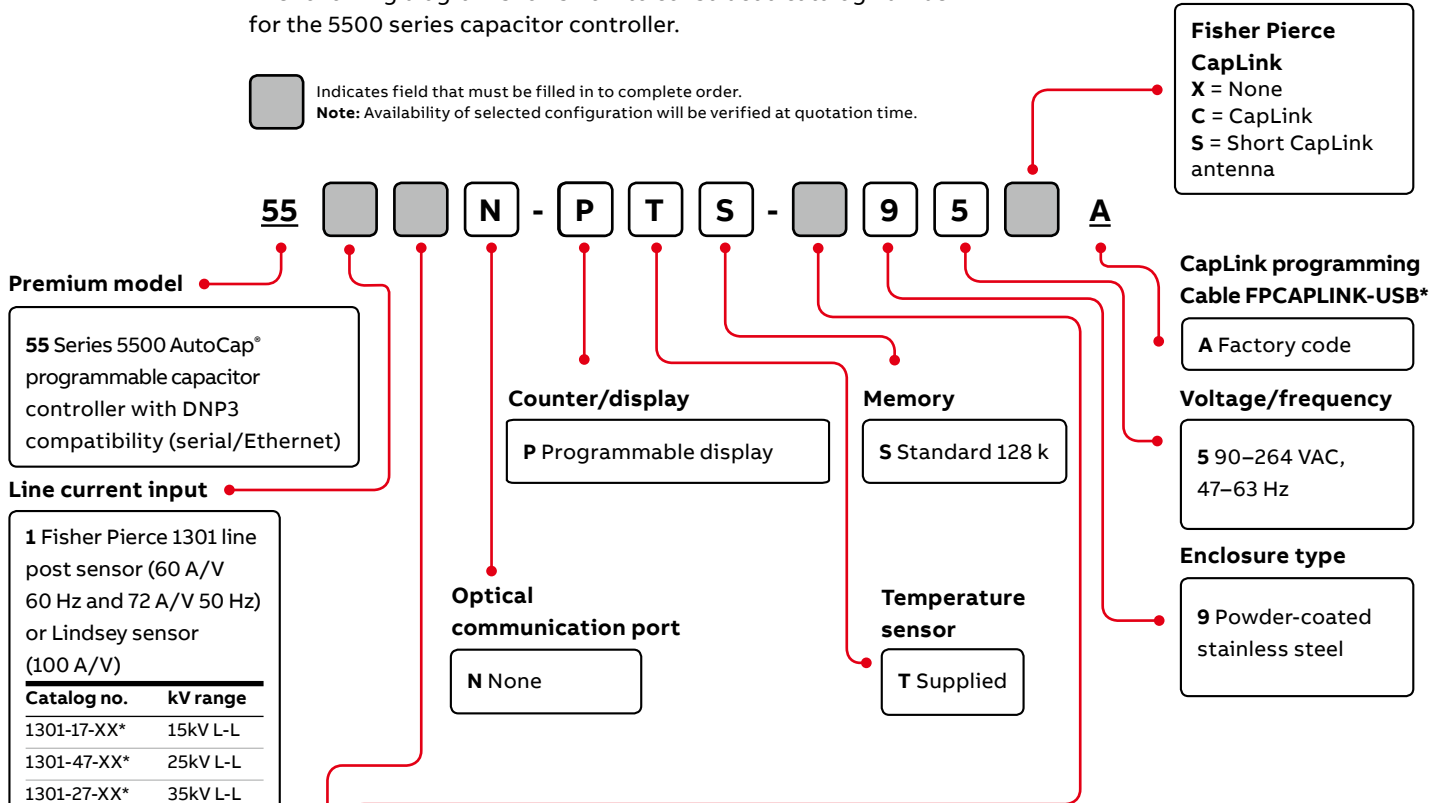 for the 5500 series capacitor controller.
Indicates field that must be filled in to complete order.
Note: Availability of selected configuration will be verified at quotation time.
Fisher Pierce
CapLink
X = None
C = CapLink
S = Short CapLink
antenna
55 N - P T S - 9 5 A
Premium model
55 Series 5500 AutoCap®
programmable capacitor
controller with DNP3
compatibility (serial/Ethernet)
Line current input
1 Fisher Pierce 1301 line
post sensor (60 A/V
60 Hz and 72 A/V 50 Hz)
or Lindsey sensor
(100 A/V)
Catalog no. kV range
1301-17-XX* 15kV L-L
1301-47-XX* 25kV L-L
1301-27-XX* 35kV L-L
Counter/display
P Programmable display
Memory
S Standard 128 k
Optical
communication port
N None
Temperature
sensor
T Supplied
CapLink programming
Cable FPCAPLINK-USB*
A Factory code
Voltage/frequency
5 90–264 VAC,
47–63 Hz
Enclosure type
9 Powder-coated
stainless steel